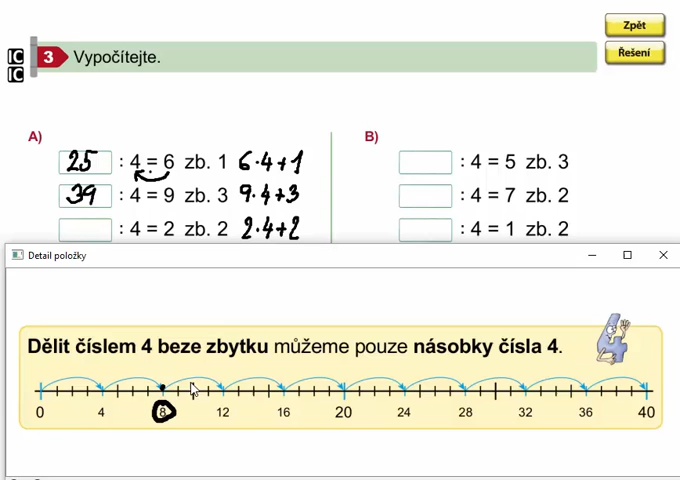 Zpět
Řešení
3 Vypočítejte.
A)
25 : 4 = 6 zb. 1 6·4+1
39 : 4 = 9 zb. 3 9·4+3
: 4 = 2 zb. 2 2·4+2
B)
: 4 = 5 zb. 3
: 4 = 7 zb. 2
: 4 = 1 zb. 2
Detail položky
Dělit číslem 4 beze zbytku můžeme pouze násobky čísla 4.
0 4 8 12 16 20 24 28 32 36 40